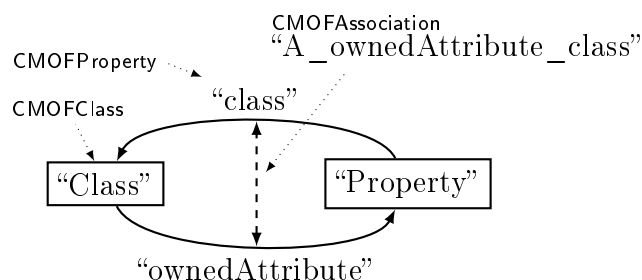 CMOFAssociation
“A_ownedAttribute_class”
CMOFProperty
“class”
CMOFClass
“Class”
“Property”
“ownedAttribute”